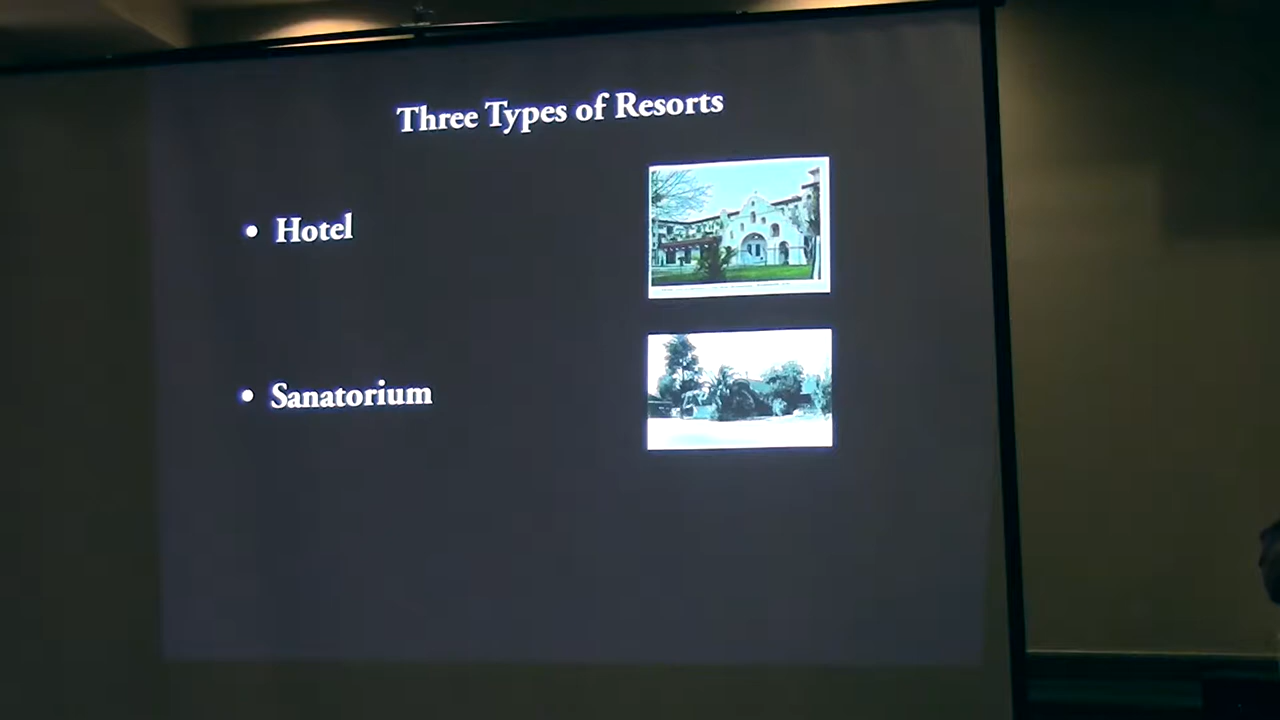 Three Types of Resorts
• Hotel
• Sanatorium